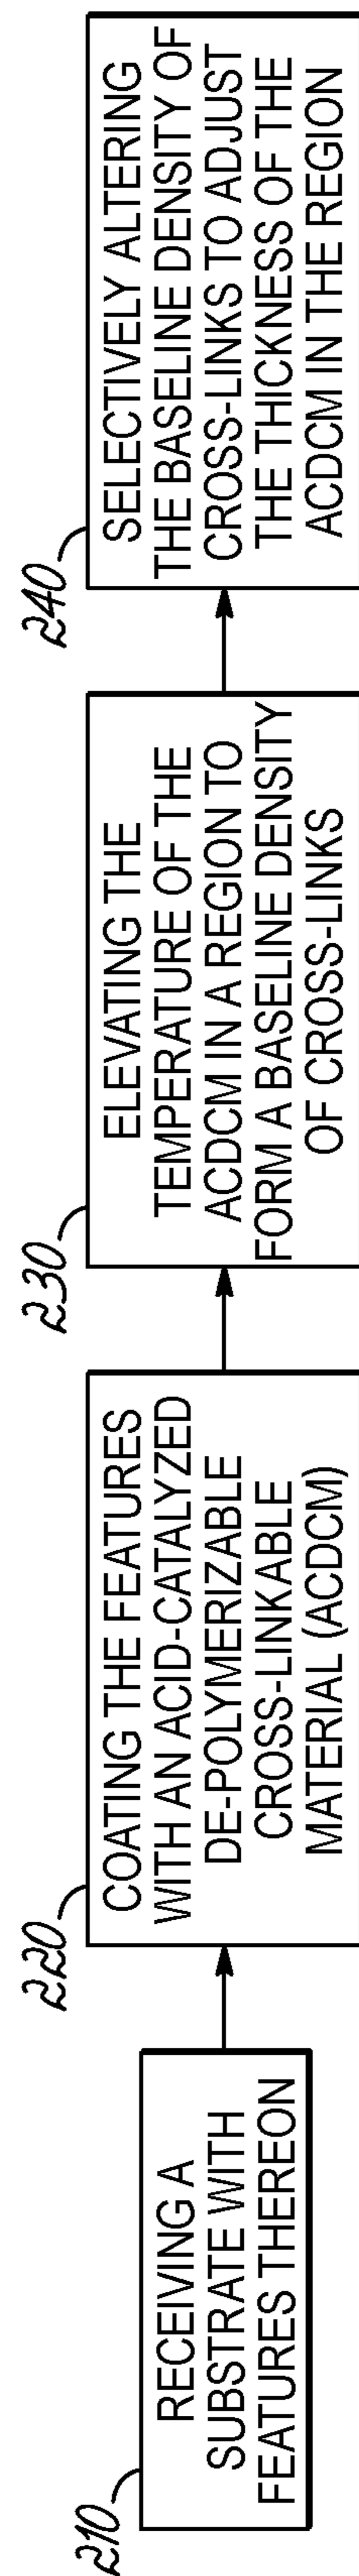 210
RECEIVING A
SUBSTRATE WITH
FEATURES THEREON
220
COATING THE FEATURES
WITH AN ACID-CATALYZED
DE-POLYMERIZABLE
CROSS-LINKABLE
MATERIAL (ACDCM)
230
ELEVATING THE
TEMPERATURE OF THE
ACDCM IN A REGION TO
FORM A BASELINE DENSITY
OF CROSS-LINKS
240
SELECTIVELY ALTERING
THE BASELINE DENSITY OF
CROSS-LINKS TO ADJUST
THE THICKNESS OF THE
ACDCM IN THE REGION